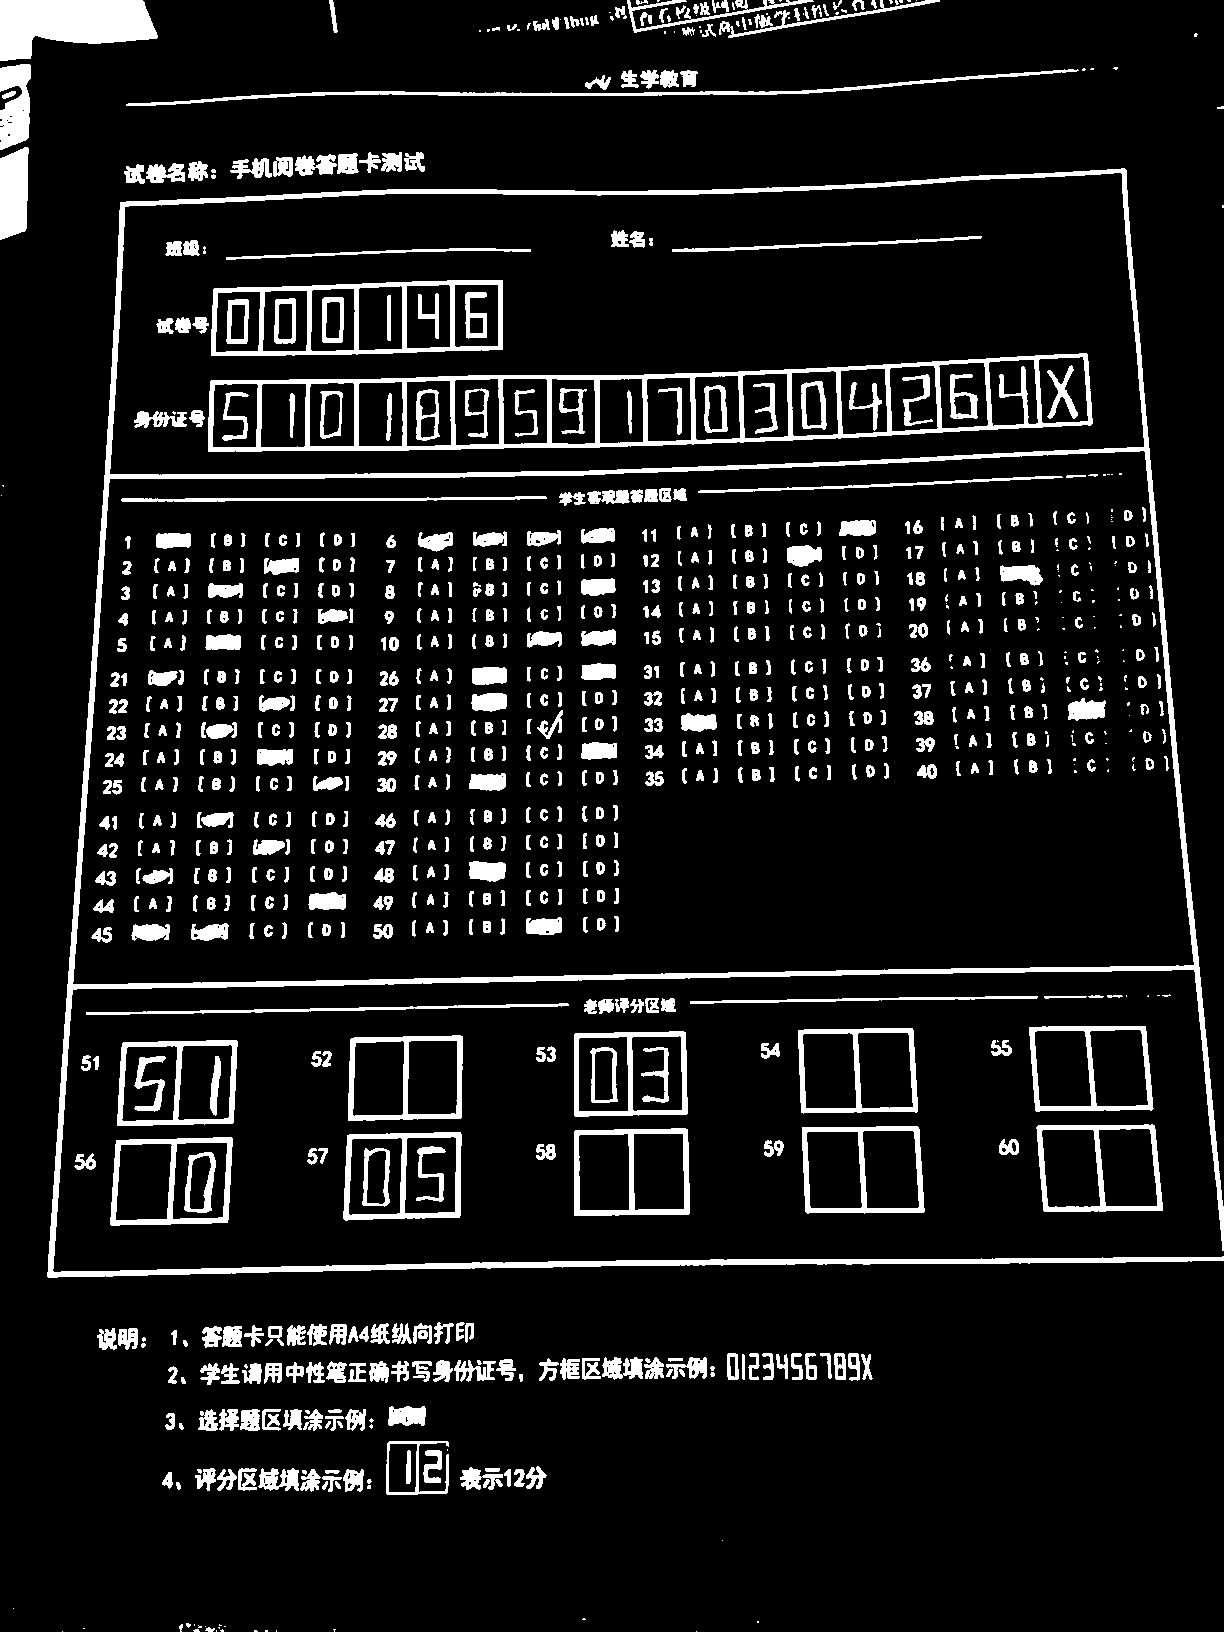 生学教育
试卷名称：手机阅卷答题卡测试
班级： 姓名：
试卷号 000146
身份证号 51018959170304264X
学生客观题答题区域
1 [B] [C] [D] 6 11 [A] [B] [C] 16 [A] [B] [C] [D]
2 [A] [B] [D] 7 [A] [B] [C] [D] 12 [A] [B] [D] 17 [A] [B] [C] [D]
3 [A] [C] [D] 8 [A] [B] [C] 13 [A] [B] [C] [D] 18 [A] [C] [D]
4 [A] [B] [C] 9 [A] [B] [C] [D] 14 [A] [B] [C] [D] 19 [A] [B] [C] [D]
5 [A] [C] [D] 10 [A] [B] 15 [A] [B] [C] [D] 20 [A] [B] [C] [D]
21 [B] [C] [D] 26 [A] [C] 31 [A] [B] [C] [D] 36 [A] [B] [C] [D]
22 [A] [B] [D] 27 [A] [C] [D] 32 [A] [B] [C] [D] 37 [A] [B] [C] [D]
23 [A] [C] [D] 28 [A] [B] [C] [D] 33 [B] [C] [D] 38 [A] [B] [D]
24 [A] [B] [D] 29 [A] [B] [C] 34 [A] [B] [C] [D] 39 [A] [B] [C] [D]
25 [A] [B] [C] 30 [A] [C] [D] 35 [A] [B] [C] [D] 40 [A] [B] [C] [D]
41 [A] [C] [D] 46 [A] [B] [C] [D]
42 [A] [B] [D] 47 [A] [B] [C] [D]
43 [B] [C] [D] 48 [A] [C] [D]
44 [A] [B] [C] 49 [A] [B] [C] [D]
45 [C] [D] 50 [A] [B] [D]
老师评分区域
51 51 52 53 03 54 55
56 0 57 05 58 59 60
说明：1、答题卡只能使用A4纸纵向打印
2、学生请用中性笔正确书写身份证号，方框区域填涂示例：0123456789X
3、选择题区填涂示例：
4、评分区域填涂示例：12 表示12分